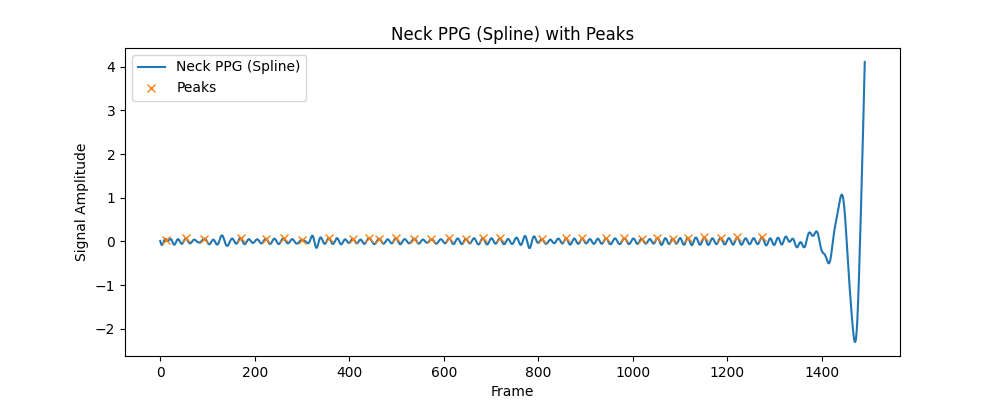 Neck PPG (Spline) with Peaks
Neck PPG (Spline)
Peaks
Signal Amplitude
4
3
2
1
0
−1
−2
0 200 400 600 800 1000 1200 1400
Frame